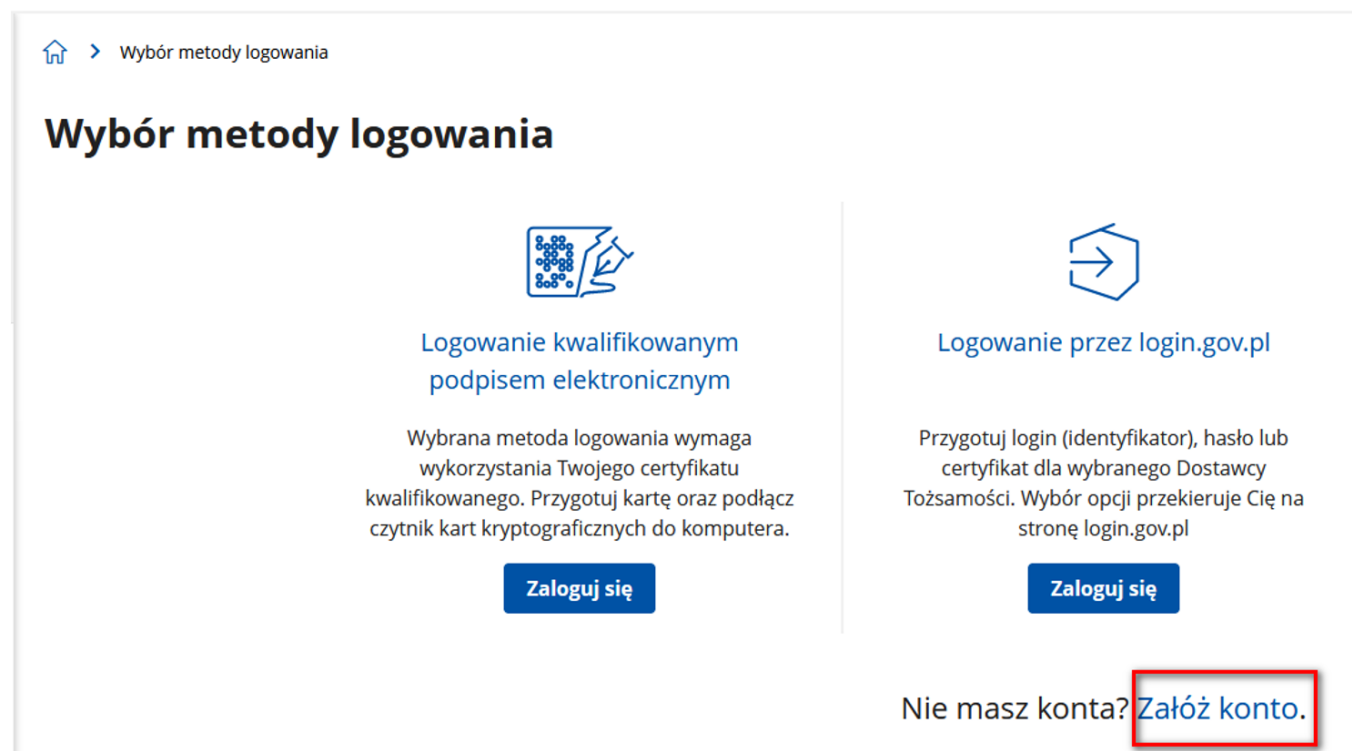 Wybór metody logowania
Wybór metody logowania
Logowanie kwalifikowanym
podpisem elektronicznym
Wybrana metoda logowania wymaga
wykorzystania Twojego certyfikatu
kwalifikowanego. Przygotuj kartę oraz podłącz
czytnik kart kryptograficznych do komputera.
Zaloguj się
Logowanie przez login.gov.pl
Przygotuj login (identyfikator), hasło lub
certyfikat dla wybranego Dostawcy
Tożsamości. Wybór opcji przekieruje Cię na
stronę login.gov.pl
Zaloguj się
Nie masz konta? Załóż konto.